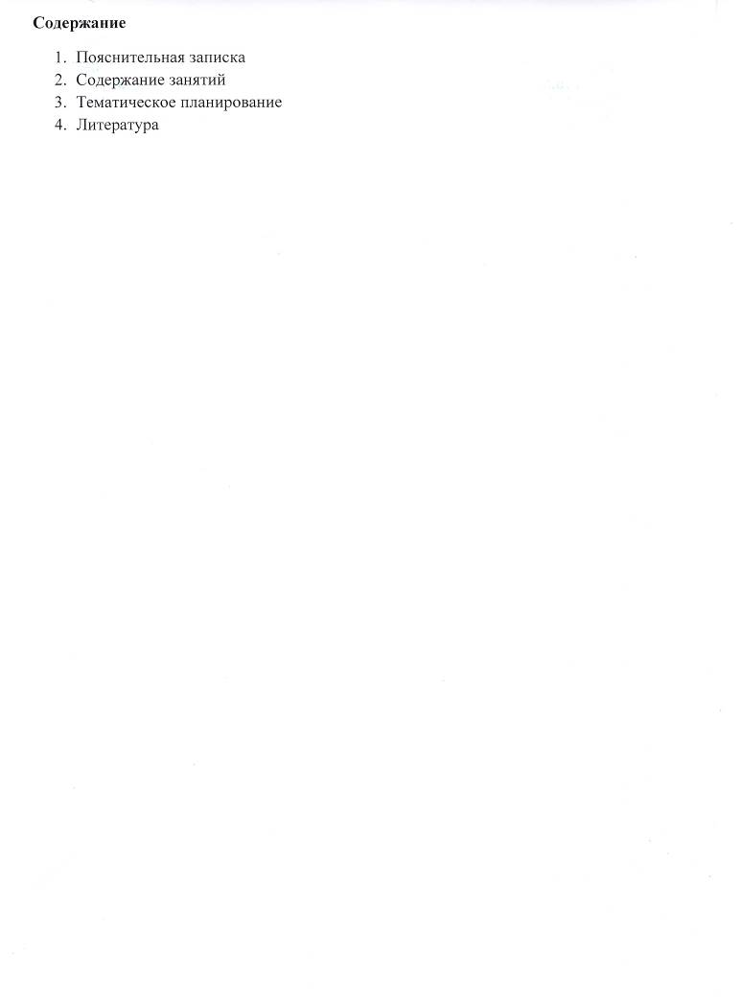 Содержание
1. Пояснительная записка
2. Содержание занятий
3. Тематическое планирование
4. Литература